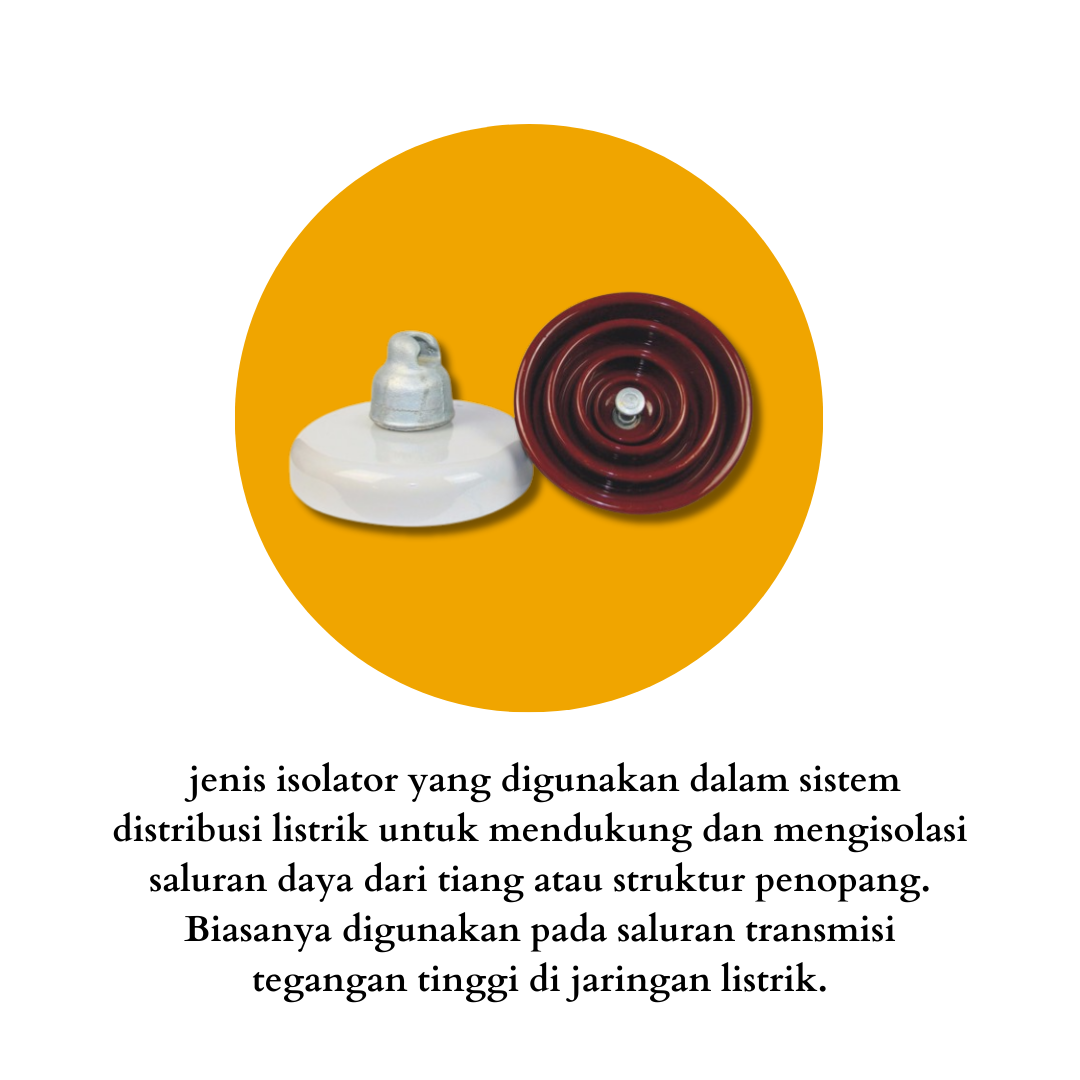 jenis isolator yang digunakan dalam sistem
distribusi listrik untuk mendukung dan mengisolasi
saluran daya dari tiang atau struktur penopang.
Biasanya digunakan pada saluran transmisi
tegangan tinggi di jaringan listrik.